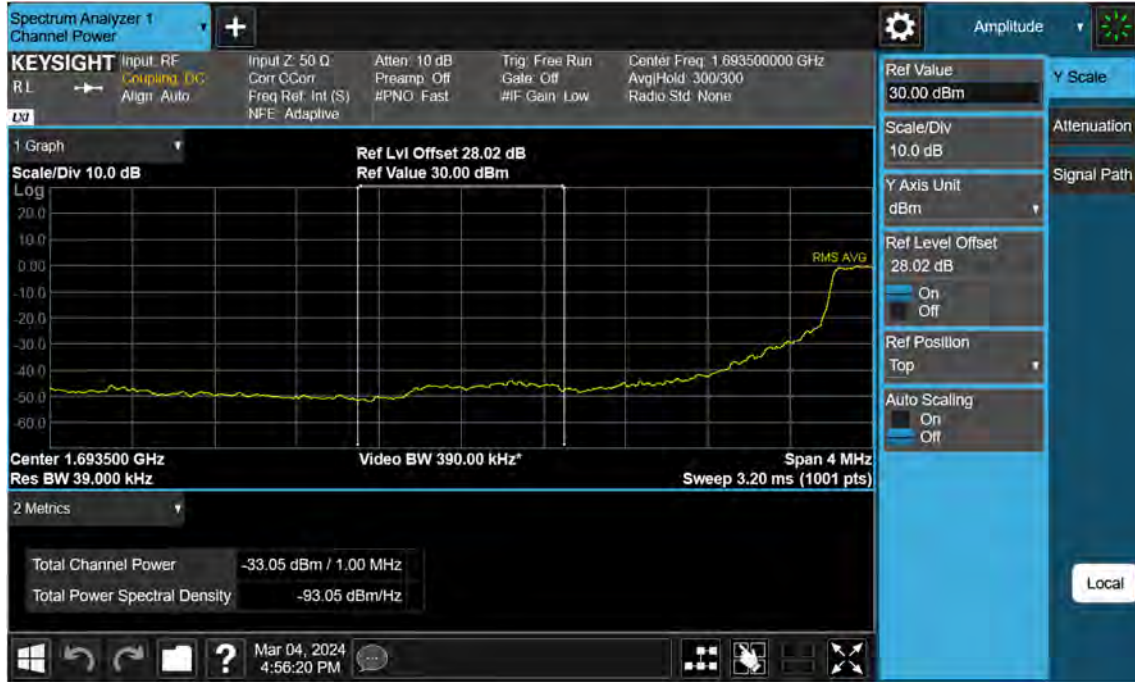 Spectrum Analyzer 1
Channel Power
+
Amplitude
KEYSIGHT
RL
LXI
Input: RF
Coupling: DC
Align: Auto
Input Z: 50 Ω
Corr CCorr
Freq Ref: Int (S)
NFE: Adaptive
Atten: 10 dB
Preamp: Off
#PNO: Fast
Trig: Free Run
Gate: Off
#IF Gain: Low
Center Freq: 1.693500000 GHz
Avg|Hold: 300/300
Radio Std: None
1 Graph
Scale/Div 10.0 dB
Ref Lvl Offset 28.02 dB
Ref Value 30.00 dBm
Log
20.0
10.0
0.00
-10.0
-20.0
-30.0
-40.0
-50.0
-60.0
RMS AVG
Center 1.693500 GHz
Video BW 390.00 kHz*
Span 4 MHz
Res BW 39.000 kHz
Sweep 3.20 ms (1001 pts)
2 Metrics
Total Channel Power -33.05 dBm / 1.00 MHz
Total Power Spectral Density -93.05 dBm/Hz
?
Mar 04, 2024
4:56:20 PM
Ref Value
30.00 dBm
Scale/Div
10.0 dB
Y Axis Unit
dBm
Ref Level Offset
28.02 dB
On
Off
Ref Position
Top
Auto Scaling
On
Off
Y Scale
Attenuation
Signal Path
Local